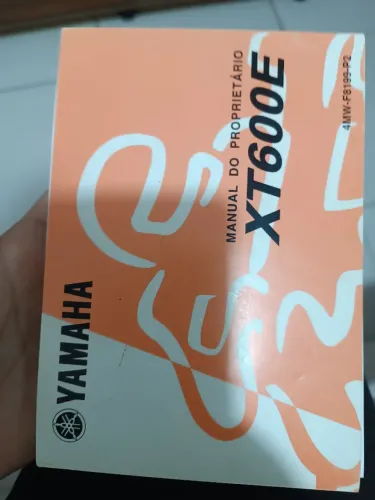 MANUAL DO PROPRIETÁRIO
XT600E
4MW-F8199-P2
YAMAHA